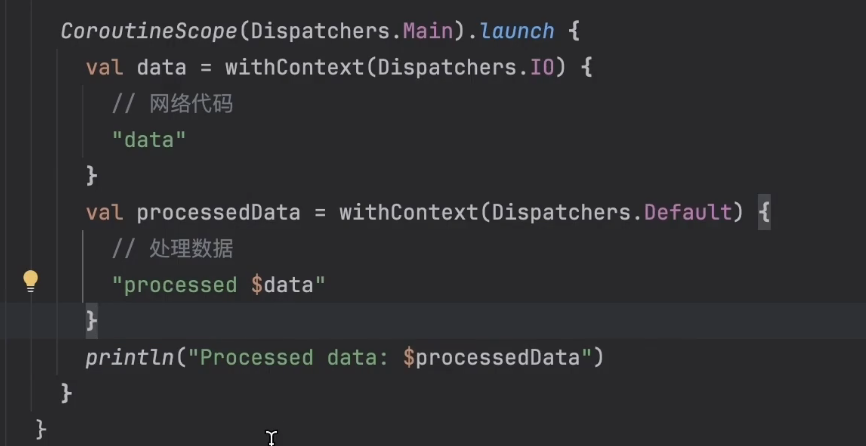 CoroutineScope(Dispatchers.Main).launch {
val data = withContext(Dispatchers.IO) {
// 网络代码
"data"
}
val processedData = withContext(Dispatchers.Default) {
// 处理数据
"processed $data"
}
println("Processed data: $processedData")
}
}